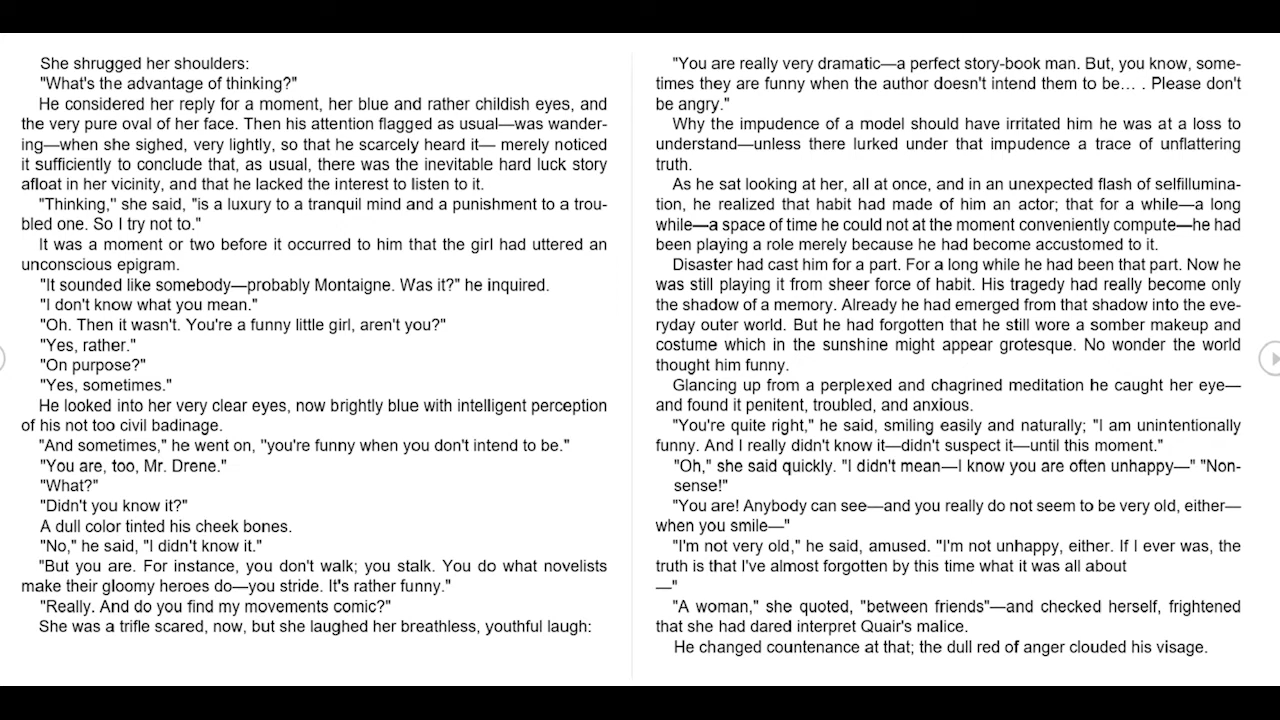 She shrugged her shoulders:
"What's the advantage of thinking?"
He considered her reply for a moment, her blue and rather childish eyes, and
the very pure oval of her face. Then his attention flagged as usual—was wander-
ing—when she sighed, very lightly, so that he scarcely heard it— merely noticed
it sufficiently to conclude that, as usual, there was the inevitable hard luck story
afloat in her vicinity, and that he lacked the interest to listen to it.
"Thinking," she said, "is a luxury to a tranquil mind and a punishment to a trou-
bled one. So I try not to."
It was a moment or two before it occurred to him that the girl had uttered an
unconscious epigram.
"It sounded like somebody—probably Montaigne. Was it?" he inquired.
"I don't know what you mean."
"Oh. Then it wasn't. You're a funny little girl, aren't you?"
"Yes, rather."
"On purpose?"
"Yes, sometimes."
He looked into her very clear eyes, now brightly blue with intelligent perception
of his not too civil badinage.
"And sometimes," he went on, "you're funny when you don't intend to be."
"You are, too, Mr. Drene."
"What?"
"Didn't you know it?"
A dull color tinted his cheek bones.
"No," he said, "I didn't know it."
"But you are. For instance, you don't walk; you stalk. You do what novelists
make their gloomy heroes do—you stride. It's rather funny."
"Really. And do you find my movements comic?"
She was a trifle scared, now, but she laughed her breathless, youthful laugh:
"You are really very dramatic—a perfect story-book man. But, you know, some-
times they are funny when the author doesn't intend them to be... . Please don't
be angry."
Why the impudence of a model should have irritated him he was at a loss to
understand—unless there lurked under that impudence a trace of unflattering
truth.
As he sat looking at her, all at once, and in an unexpected flash of selfillumina-
tion, he realized that habit had made of him an actor; that for a while—a long
while—a space of time he could not at the moment conveniently compute—he had
been playing a role merely because he had become accustomed to it.
Disaster had cast him for a part. For a long while he had been that part. Now he
was still playing it from sheer force of habit. His tragedy had really become only
the shadow of a memory. Already he had emerged from that shadow into the eve-
ryday outer world. But he had forgotten that he still wore a somber makeup and
costume which in the sunshine might appear grotesque. No wonder the world
thought him funny.
Glancing up from a perplexed and chagrined meditation he caught her eye—
and found it penitent, troubled, and anxious.
"You're quite right," he said, smiling easily and naturally; "I am unintentionally
funny. And I really didn't know it—didn't suspect it—until this moment."
"Oh," she said quickly. "I didn't mean—I know you are often unhappy—" "Non-
sense!"
"You are! Anybody can see—and you really do not seem to be very old, either—
when you smile—"
"I'm not very old," he said, amused. "I'm not unhappy, either. If I ever was, the
truth is that I've almost forgotten by this time what it was all about
—"
"A woman," she quoted, "between friends"—and checked herself, frightened
that she had dared interpret Quair's malice.
He changed countenance at that; the dull red of anger clouded his visage.